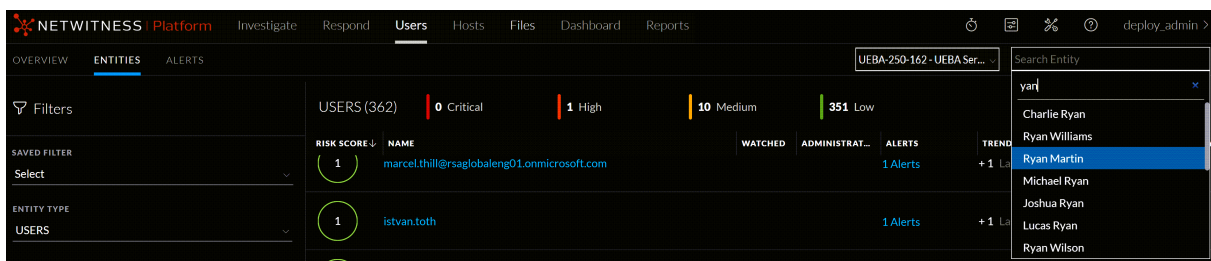 NETWITNESS Platform Investigate Respond Users Hosts Files Dashboard Reports deploy_admin >
OVERVIEW ENTITIES ALERTS UEBA-250-162 - UEBA Ser... Search Entity
yan
Filters USERS (362) 0 Critical 1 High 10 Medium 351 Low
Charlie Ryan
Ryan Williams
RISK SCORE NAME WATCHED ADMINISTRAT... ALERTS TREND
SAVED FILTER
Select
1 marcel.thill@rsaglobaleng01.onmicrosoft.com 1 Alerts +1 La
Ryan Martin
Michael Ryan
ENTITY TYPE
USERS
1 istvan.toth 1 Alerts +1 La
Joshua Ryan
Lucas Ryan
Ryan Wilson